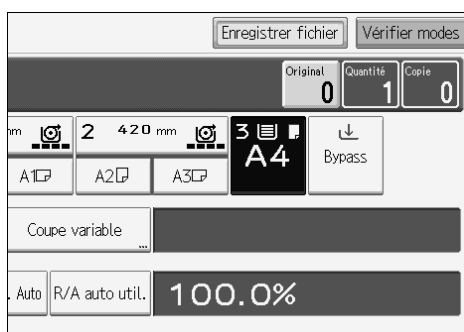 Enregistrer fichier Vérifier modes
Original Quantité Copie
0 1 0
mm 2 420 mm 3
A4 Bypass
A1 A2 A3
Coupe variable
...
. Auto R/A auto util. 100.0%